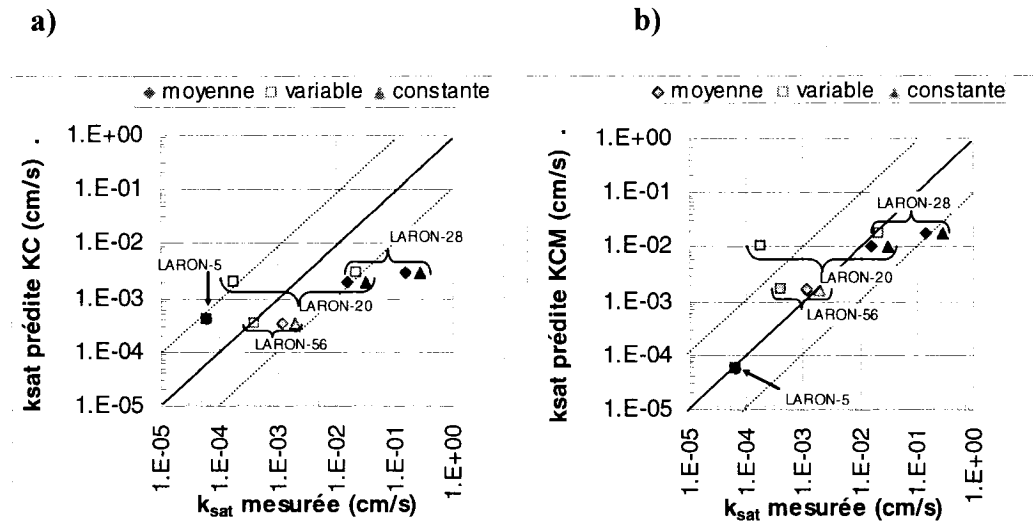 a)
◆ moyenne □ variable ▲ constante
ksat prédite KC (cm/s)
1.E+00
1.E-01
1.E-02
1.E-03
1.E-04
1.E-05
LARON-28
LARON-5
LARON-20
LARON-56
1.E-05
1.E-04
1.E-03
1.E-02
1.E-01
1.E+00
ksat mesurée (cm/s)
b)
◇ moyenne □ variable ▲ constante
ksat prédite KCM (cm/s)
1.E+00
1.E-01
1.E-02
1.E-03
1.E-04
1.E-05
LARON-28
LARON-20
LARON-56
LARON-5
1.E-05
1.E-04
1.E-03
1.E-02
1.E-01
1.E+00
ksat mesurée (cm/s)